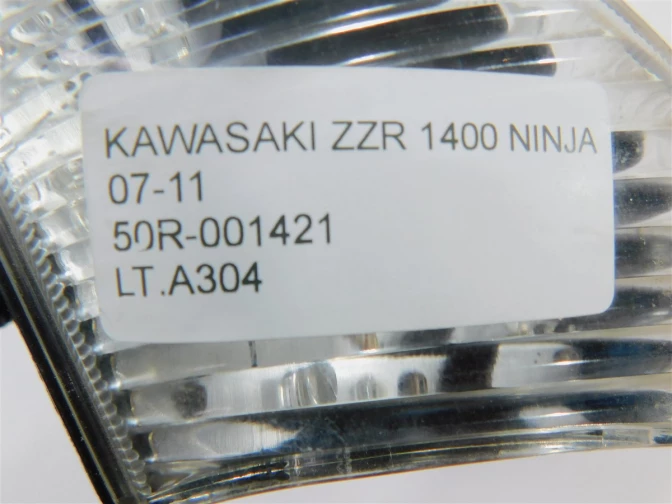 KAWASAKI ZZR 1400 NINJA
07-11
50R-001421
LT.A304